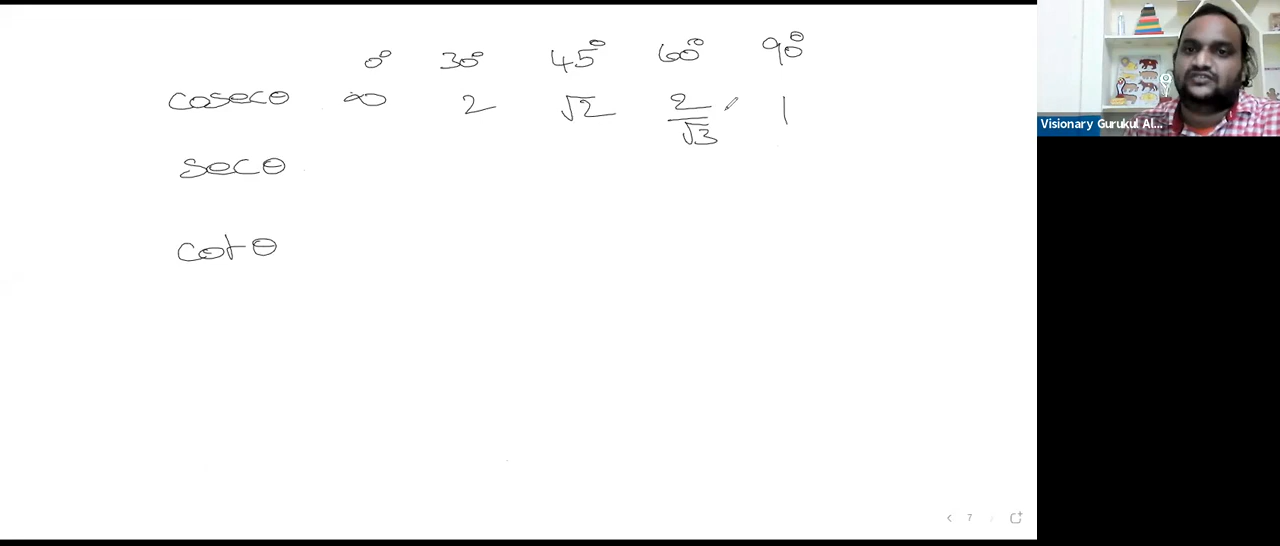 0° 30° 45° 60° 90°
cosecθ ∞ 2 √2 2/√3 1
secθ
cotθ
Visionary Gurukul Al...
7